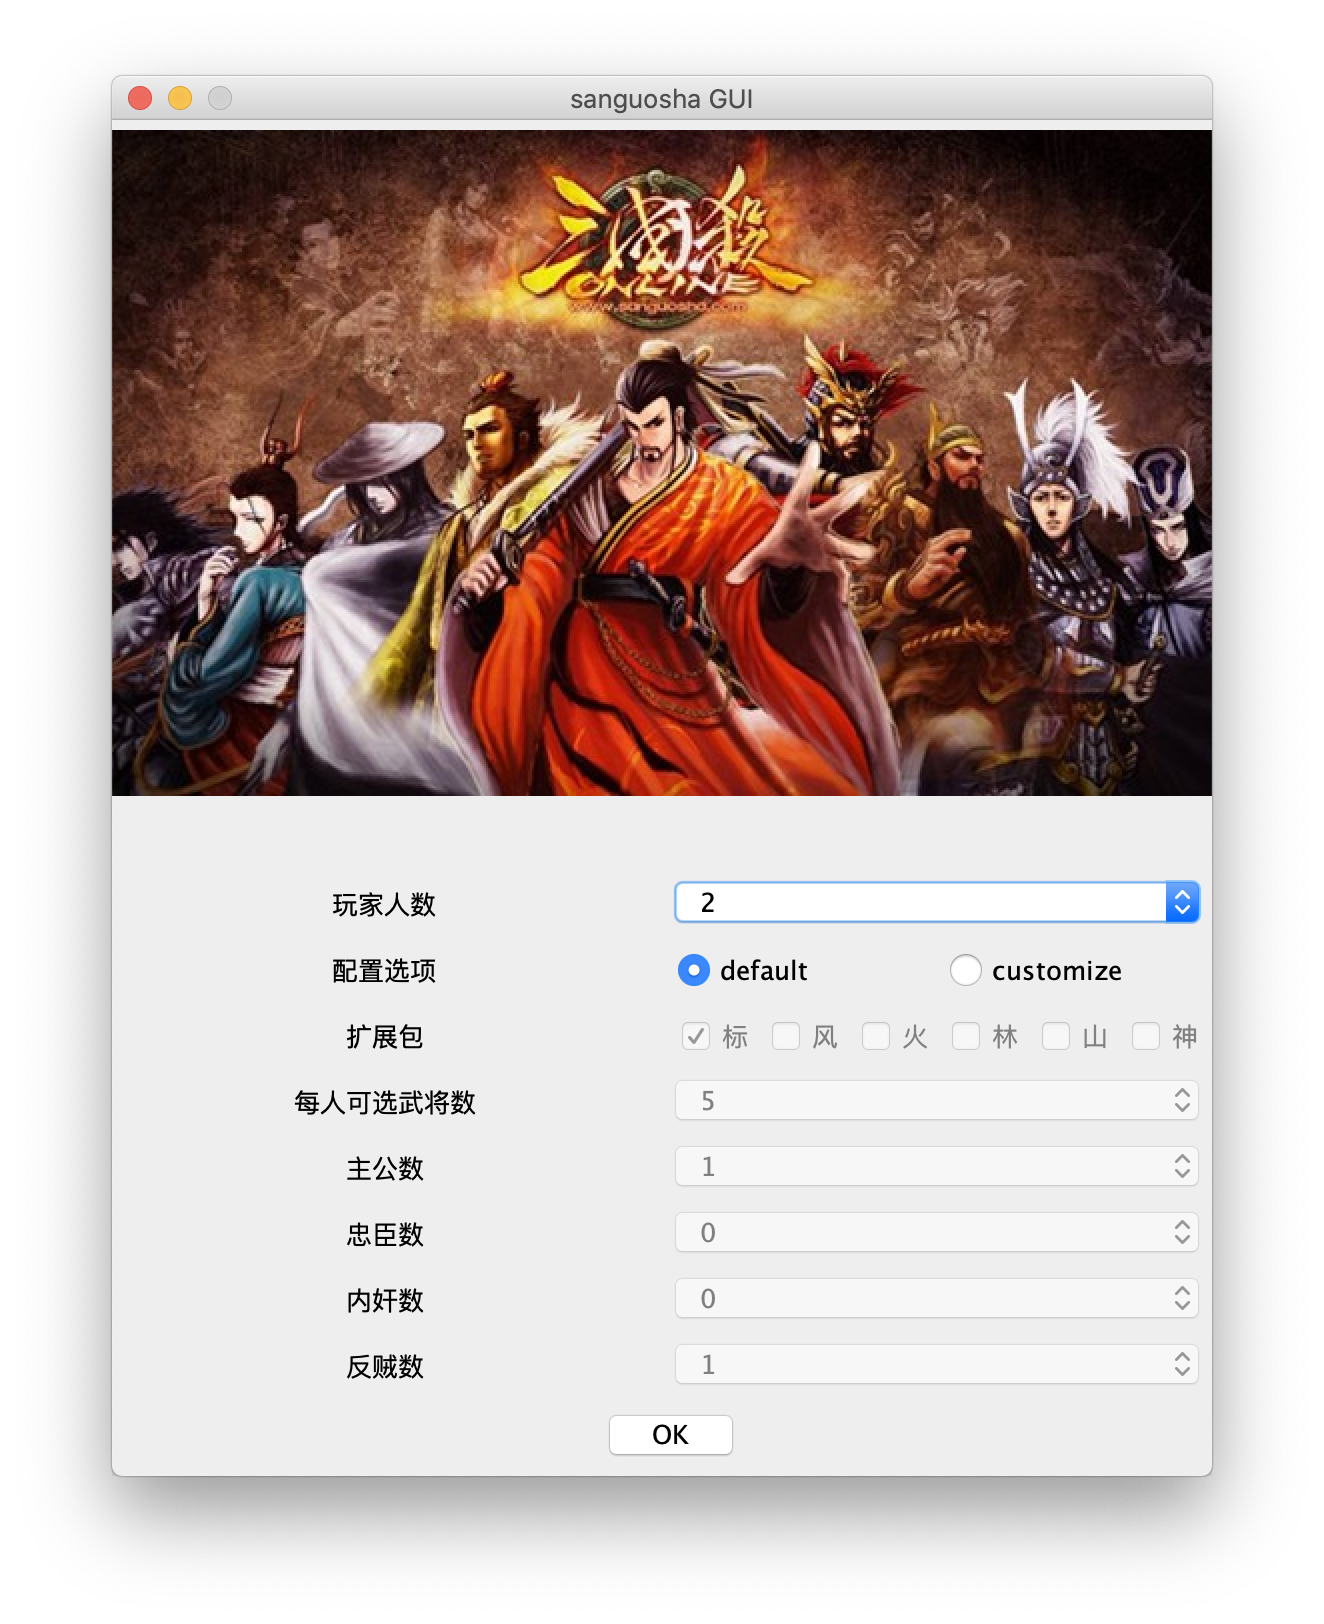 sanguosha GUI
三國殺
ONLINE
www.sanguosha.com
玩家人数 2
配置选项 default customize
扩展包 标 风 火 林 山 神
每人可选武将数 5
主公数 1
忠臣数 0
内奸数 0
反贼数 1
OK